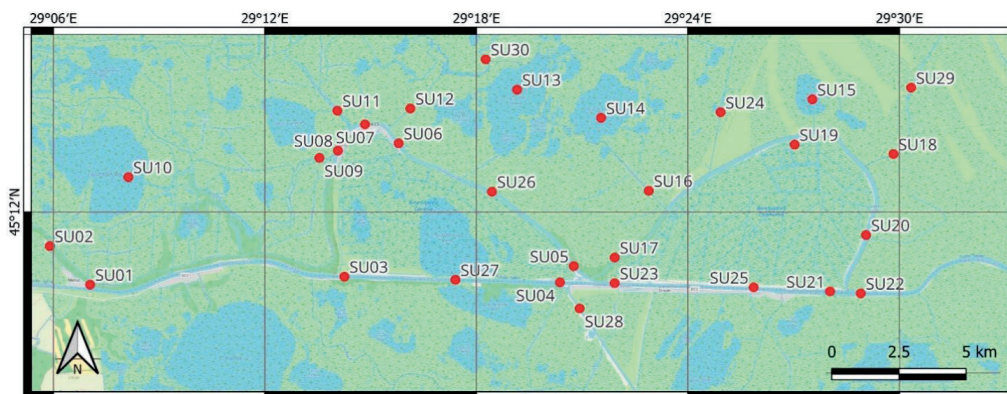 29°06′E 29°12′E 29°18′E 29°24′E 29°30′E
SU30
SU13
SU29
SU15
SU11
SU12
SU14
SU24
SU07
SU06
SU08
SU19
SU18
SU09
SU10
SU26
SU16
45°12′N
SU02
SU20
SU17
SU05
SU01
SU03
SU27
SU23
SU25
SU21
SU22
SU04
SU28
N
0 2.5 5 km